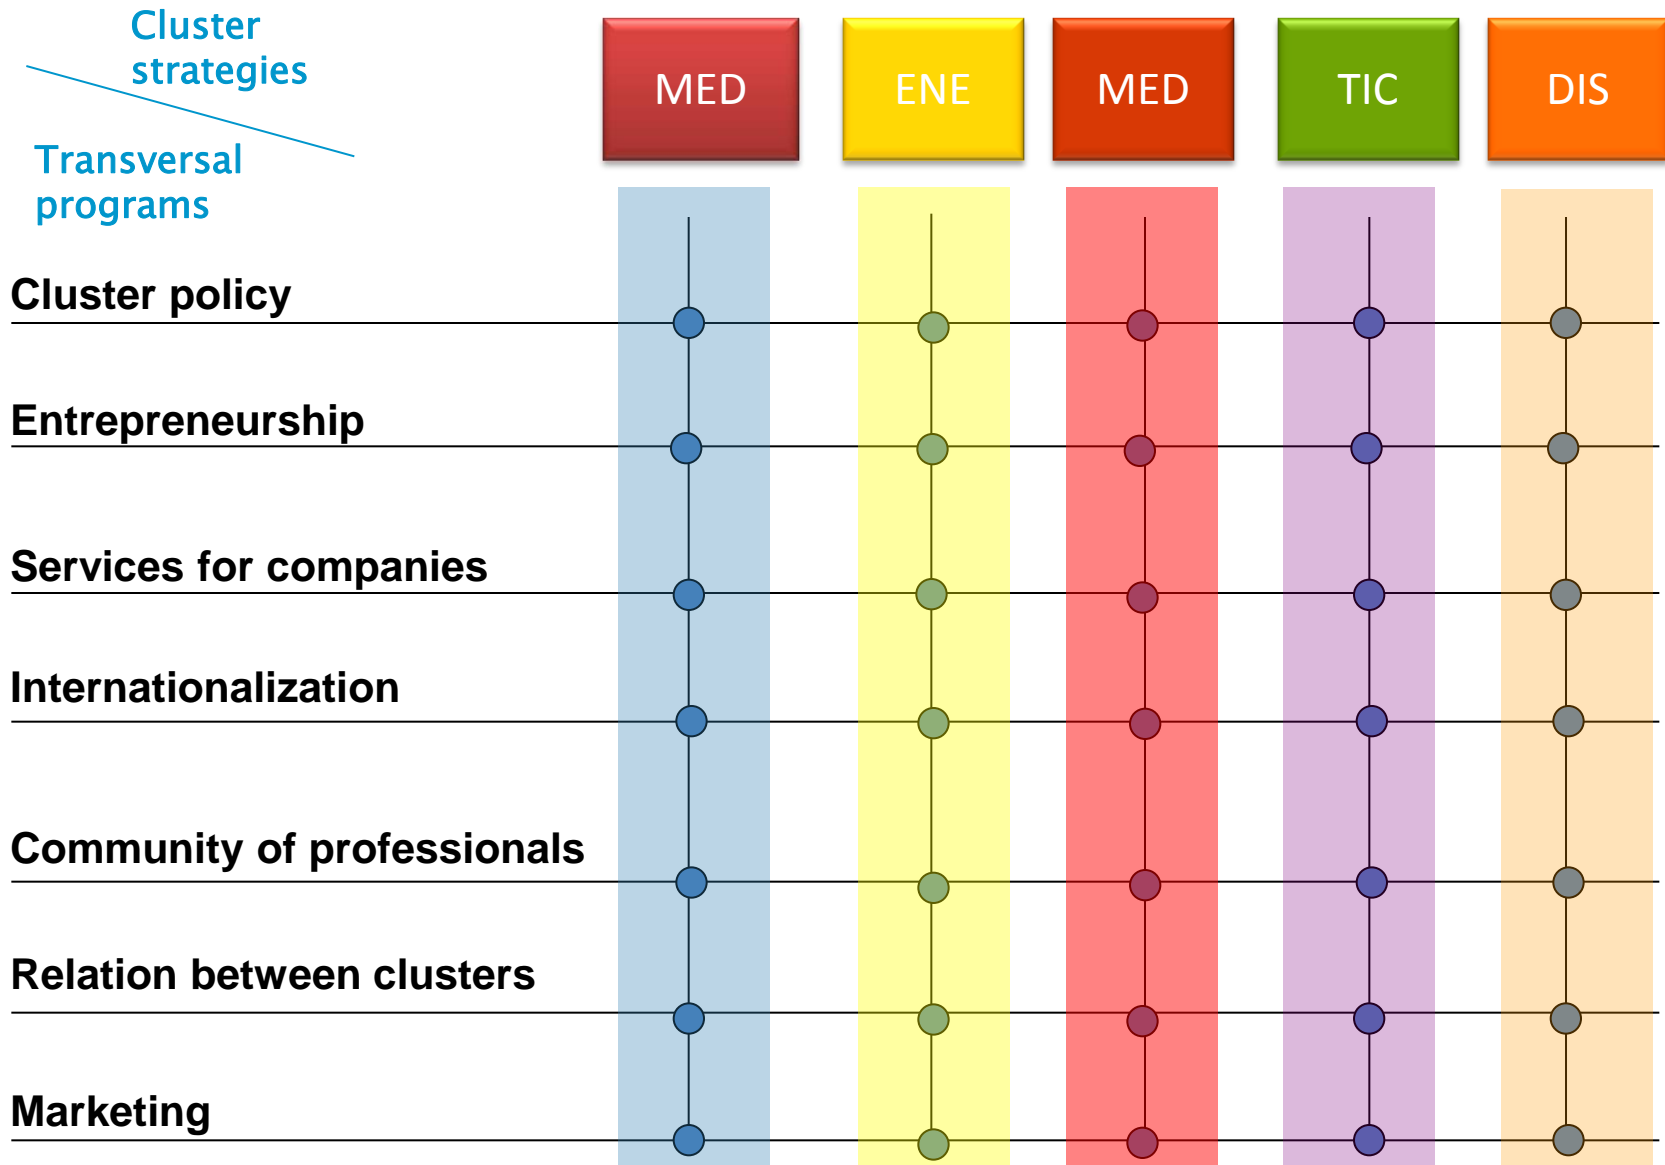 Cluster
strategies
Transversal
programs
MED ENE MED TIC DIS
Cluster policy
Entrepreneurship
Services for companies
Internationalization
Community of professionals
Relation between clusters
Marketing